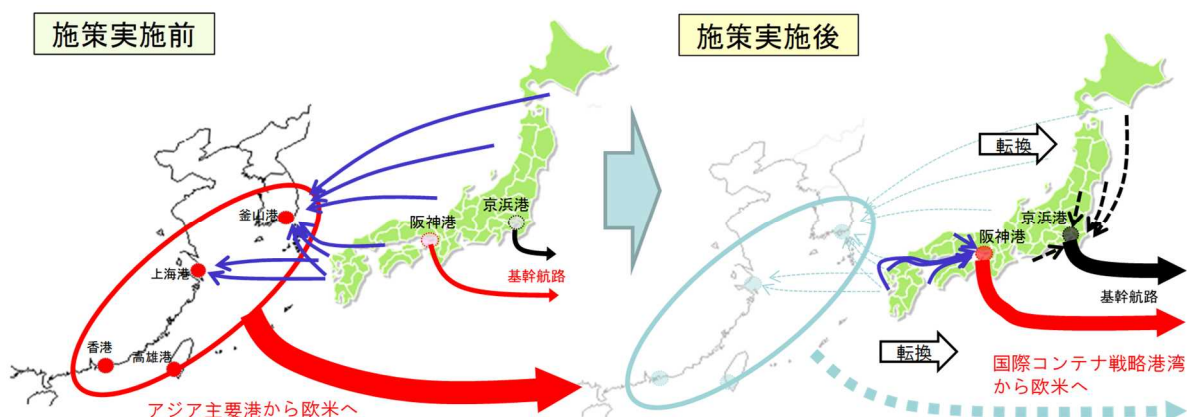 施策実施前
釜山港
上海港
香港
高雄港
阪神港
京浜港
基幹航路
アジア主要港から欧米へ
施策実施後
転換
京浜港
阪神港
基幹航路
転換
国際コンテナ戦略港湾
から欧米へ